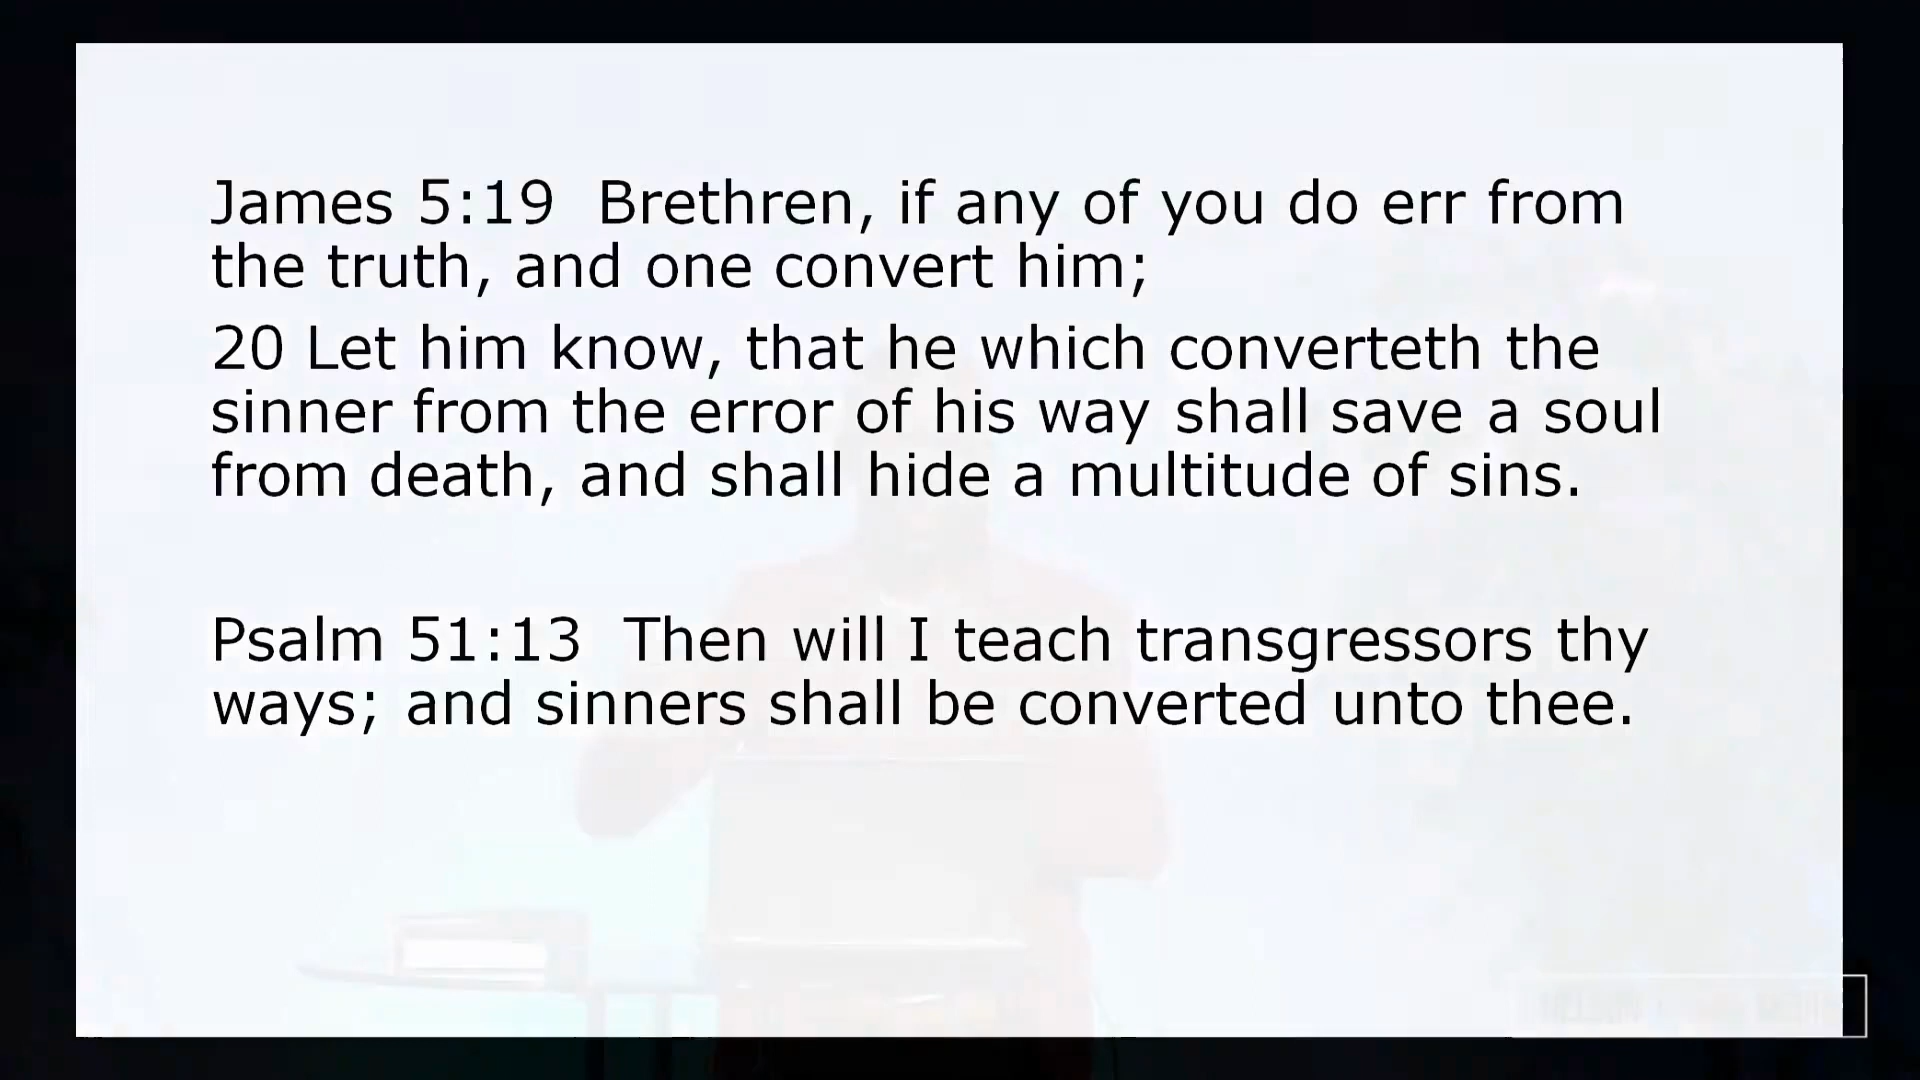 James 5:19  Brethren, if any of you do err from
the truth, and one convert him;
20 Let him know, that he which converteth the
sinner from the error of his way shall save a soul
from death, and shall hide a multitude of sins.
Psalm 51:13  Then will I teach transgressors thy
ways; and sinners shall be converted unto thee.